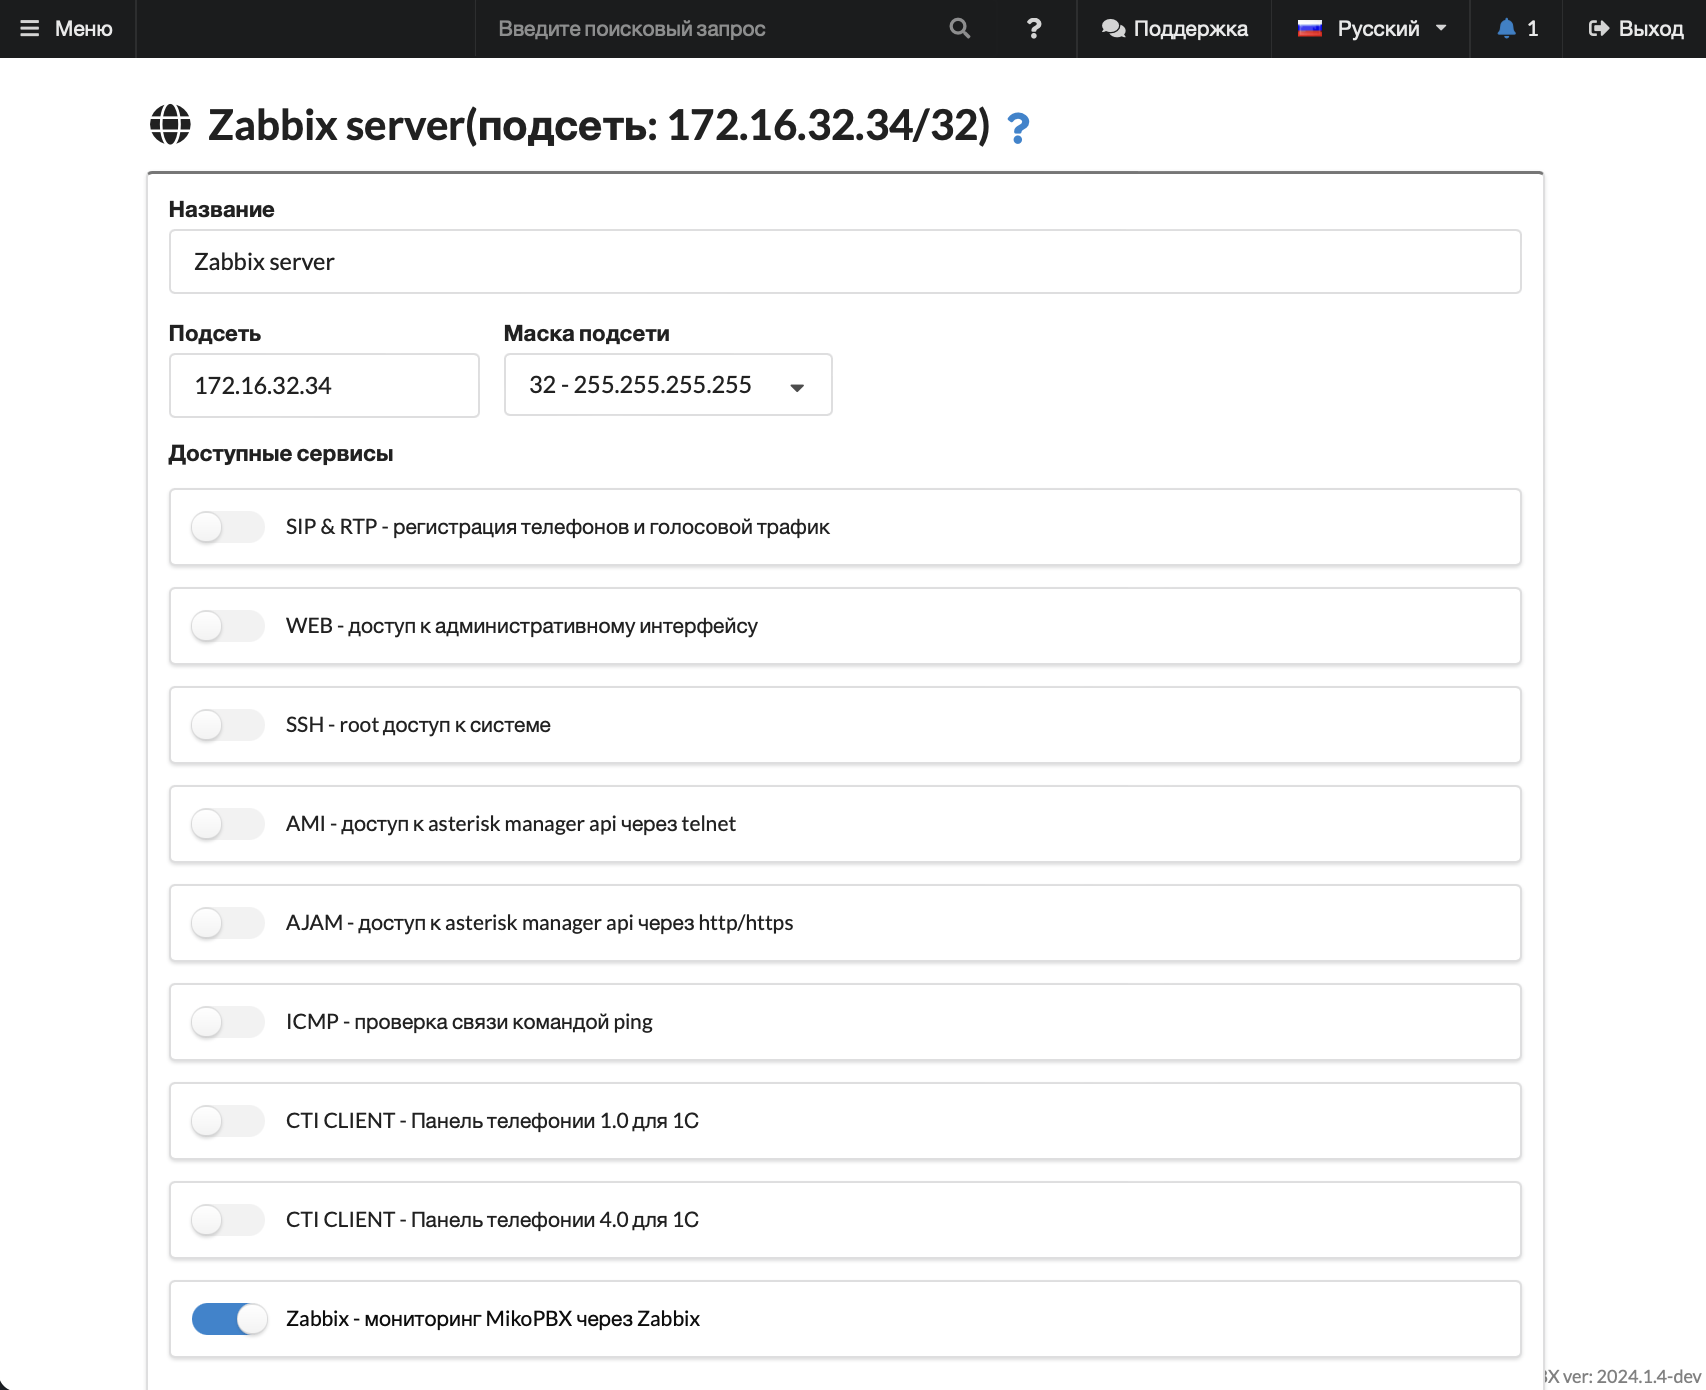 Меню
Введите поисковый запрос
?
Поддержка
Русский
1
Выход
Zabbix server(подсеть: 172.16.32.34/32) ?
Название
Zabbix server
Подсеть
Маска подсети
172.16.32.34
32 - 255.255.255.255
Доступные сервисы
SIP & RTP - регистрация телефонов и голосовой трафик
WEB - доступ к административному интерфейсу
SSH - root доступ к системе
AMI - доступ к asterisk manager api через telnet
AJAM - доступ к asterisk manager api через http/https
ICMP - проверка связи командой ping
CTI CLIENT - Панель телефонии 1.0 для 1С
CTI CLIENT - Панель телефонии 4.0 для 1С
Zabbix - мониторинг MikoPBX через Zabbix
X ver: 2024.1.4-dev